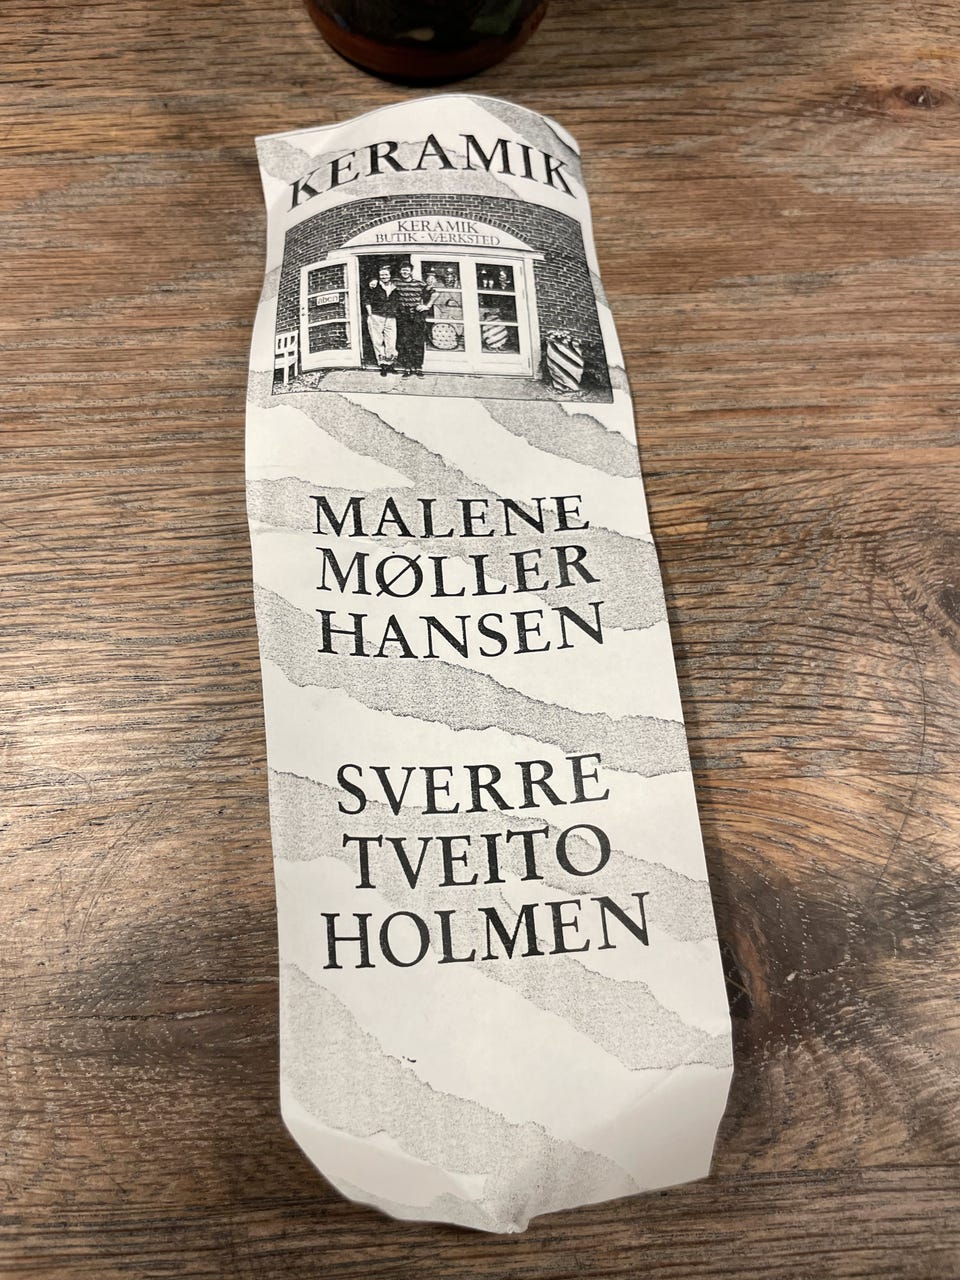 KERAMIK
KERAMIK
BUTIK - VÆRKSTED
åben
MALENE
MØLLER
HANSEN
SVERRE
TVEITO
HOLMEN